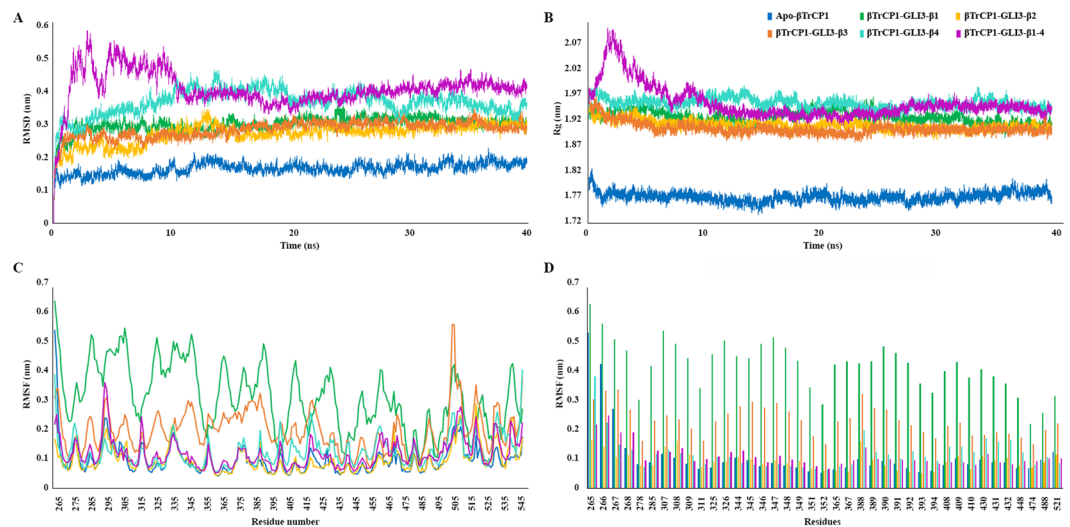 A
B
Apo-βTrCP1
βTrCP1-GLI3-β1
βTrCP1-GLI3-β2
βTrCP1-GLI3-β3
βTrCP1-GLI3-β4
βTrCP1-GLI3-β1-4
RMSD (nm)
0.6
0.5
0.4
0.3
0.2
0.1
0
0 10 20 30 40
Time (ns)
Rg (nm)
2.07
2.02
1.97
1.92
1.87
1.82
1.77
1.72
0 10 20 30 40
Time (ns)
C
RMSF/ (nm)
0.7
0.6
0.5
0.4
0.3
0.2
0.1
0
265 275 285 295 305 315 325 335 345 355 365 375 385 395 405 415 425 435 445 455 465 475 485 495 505 515 525 535 545
Residue number
D
RMSF/ (nm)
0.7
0.6
0.5
0.4
0.3
0.2
0.1
0
265 266 267 268 278 285 307 308 309 311 325 326 344 345 346 347 348 349 351 352 365 367 388 389 390 391 392 393 394 408 409 410 430 431 432 448 474 488 521
Residues